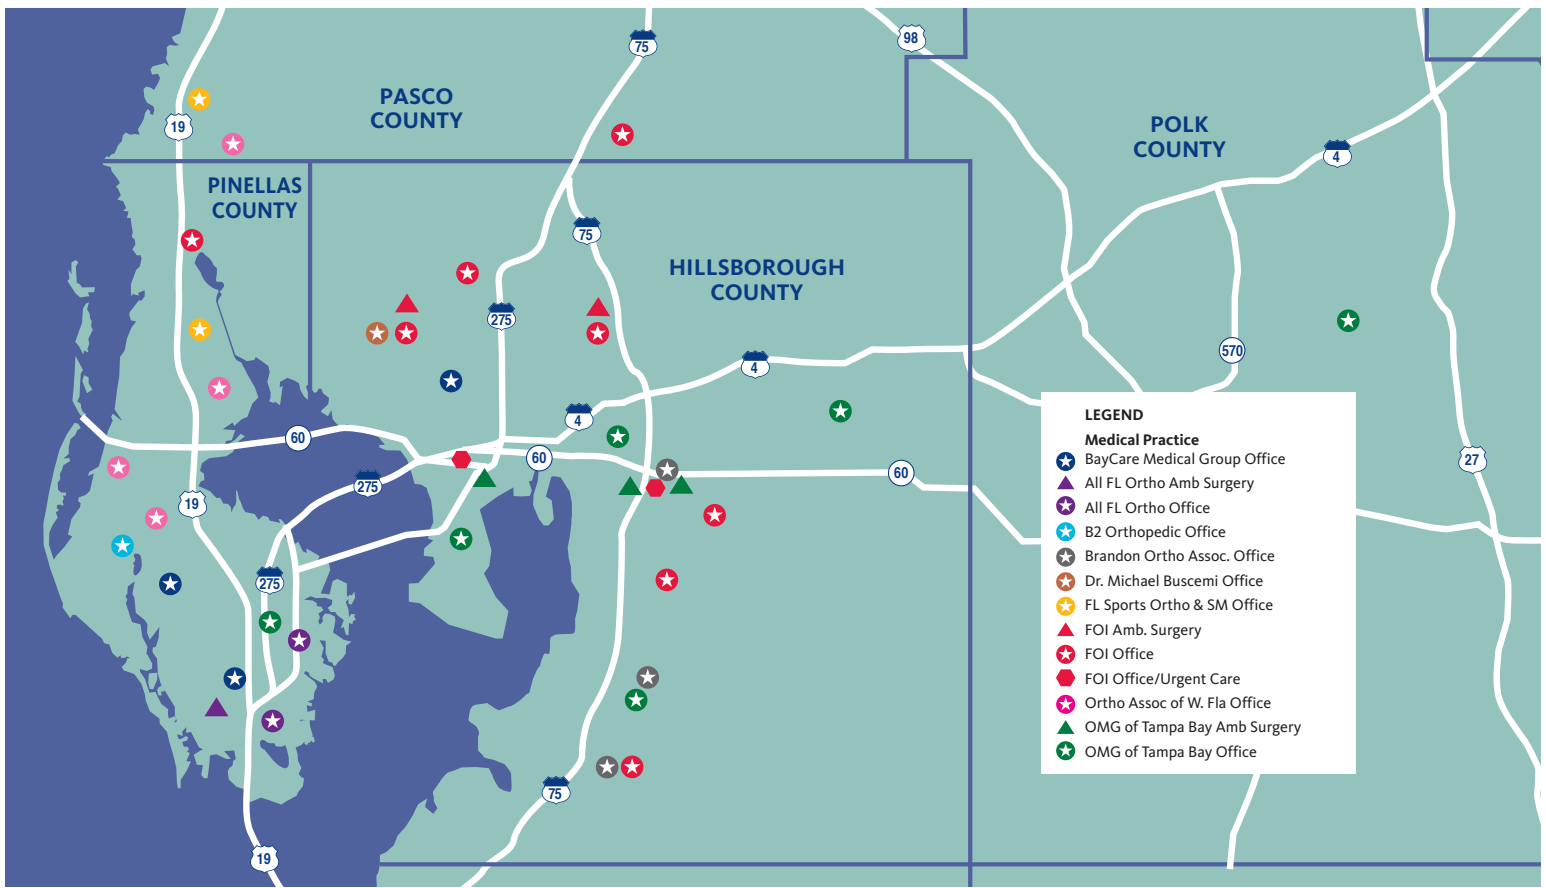 75
98
PASCO
COUNTY
19
POLK
COUNTY
4
PINELLAS
COUNTY
75
HILLSBOROUGH
COUNTY
275
570
4
4
60
60
60
27
275
19
275
75
19
LEGEND
Medical Practice
BayCare Medical Group Office
All FL Ortho Amb Surgery
All FL Ortho Office
B2 Orthopedic Office
Brandon Ortho Assoc. Office
Dr. Michael Buscemi Office
FL Sports Ortho & SM Office
FOI Amb. Surgery
FOI Office
FOI Office/Urgent Care
Ortho Assoc of W. Fla Office
OMG of Tampa Bay Amb Surgery
OMG of Tampa Bay Office